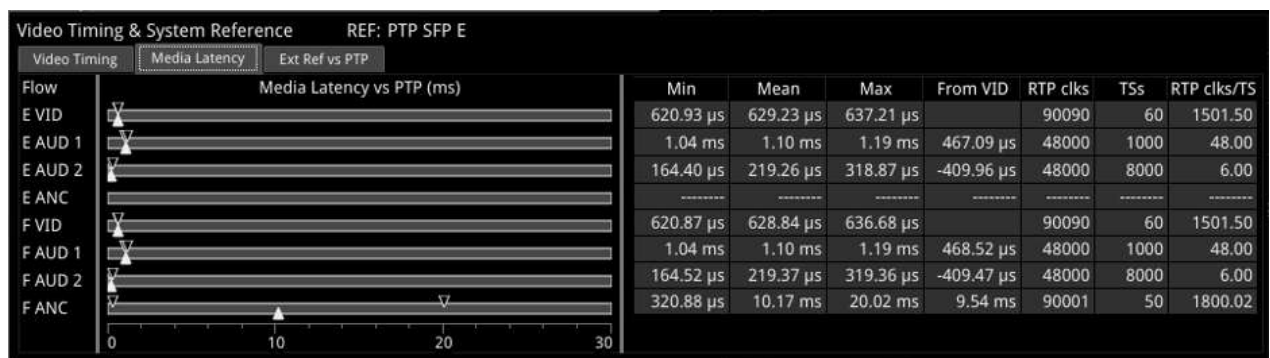 Video Timing & System Reference REF: PTP SFP E
Video Timing Media Latency Ext Ref vs PTP
Flow Media Latency vs PTP (ms) Min Mean Max From VID RTP clks TSs RTP clks/TS
E VID 620.93 µs 629.23 µs 637.21 µs 90090 60 1501.50
E AUD 1 1.04 ms 1.10 ms 1.19 ms 467.09 µs 48000 1000 48.00
E AUD 2 164.40 µs 219.26 µs 318.87 µs -409.96 µs 48000 8000 6.00
E ANC -------- -------- -------- -------- -------- -------- --------
F VID 620.87 µs 628.84 µs 636.68 µs 90090 60 1501.50
F AUD 1 1.04 ms 1.10 ms 1.19 ms 468.52 µs 48000 1000 48.00
F AUD 2 164.52 µs 219.37 µs 319.36 µs -409.47 µs 48000 8000 6.00
F ANC 320.88 µs 10.17 ms 20.02 ms 9.54 ms 90001 50 1800.02
0 10 20 30